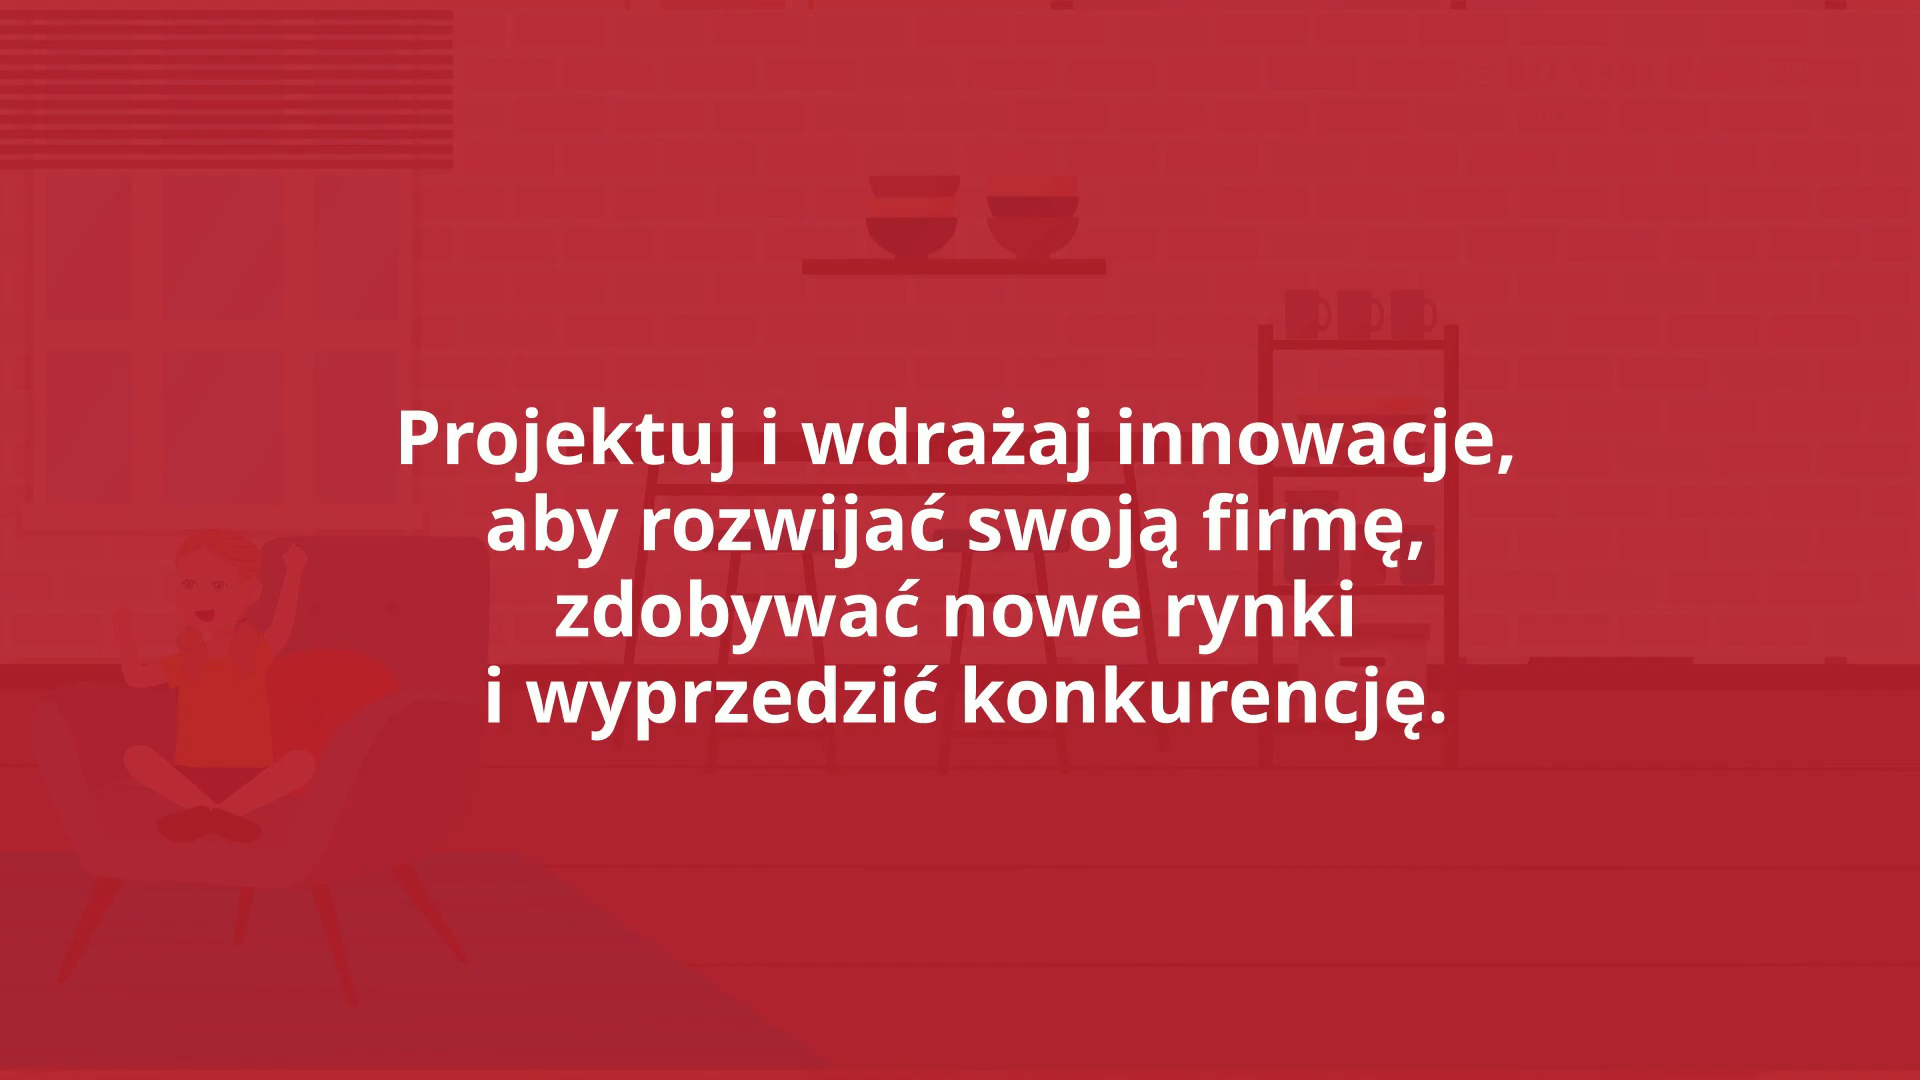 Projektuj i wdrażaj innowacje,
aby rozwijać swoją firmę,
zdobywać nowe rynki
i wyprzedzić konkurencję.